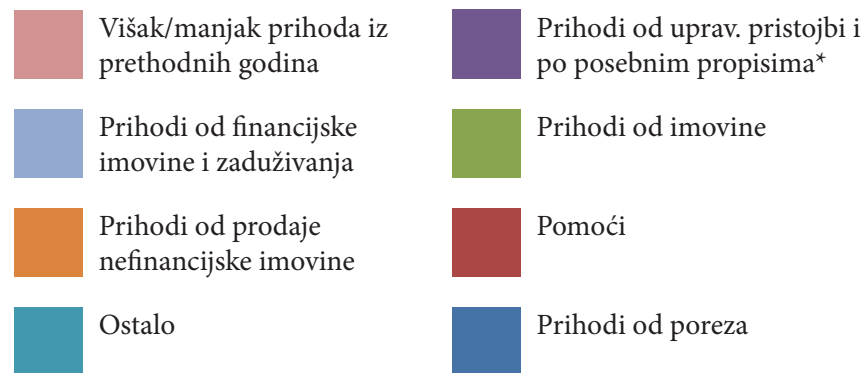 Višak/manjak prihoda iz
prethodnih godina
Prihodi od financijske
imovine i zaduživanja
Prihodi od prodaje
nefinancijske imovine
Ostalo
Prihodi od uprav. pristojbi i
po posebnim propisima*
Prihodi od imovine
Pomoći
Prihodi od poreza